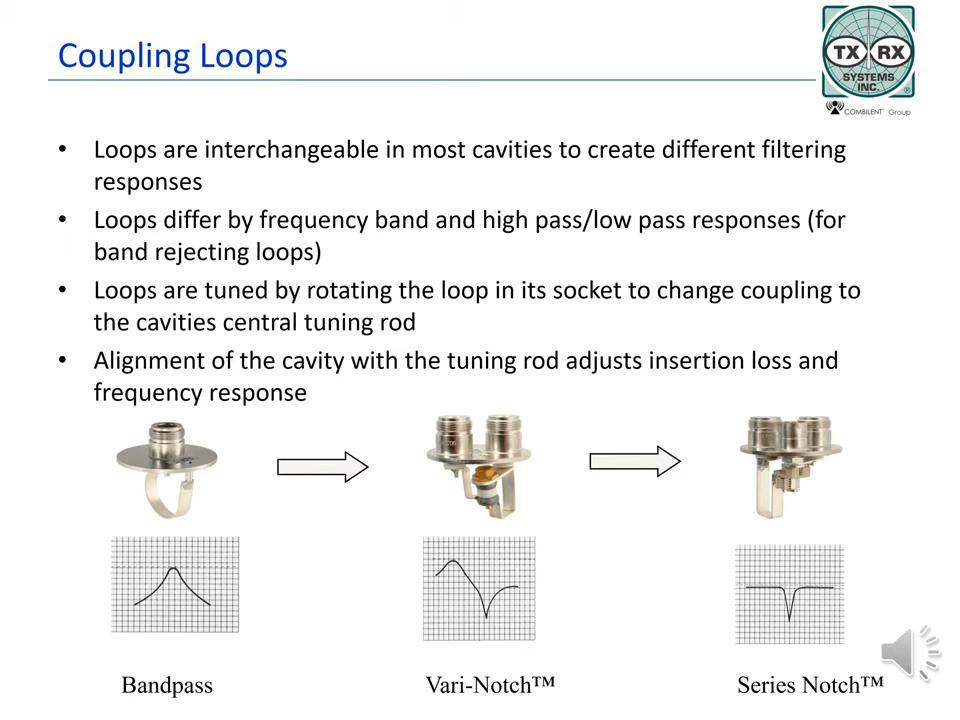 Coupling Loops
TX RX
SYSTEMS
INC.
®
COMBILENT™ Group
• Loops are interchangeable in most cavities to create different filtering
responses
• Loops differ by frequency band and high pass/low pass responses (for
band rejecting loops)
• Loops are tuned by rotating the loop in its socket to change coupling to
the cavities central tuning rod
• Alignment of the cavity with the tuning rod adjusts insertion loss and
frequency response
Bandpass
Vari-Notch™
Series Notch™